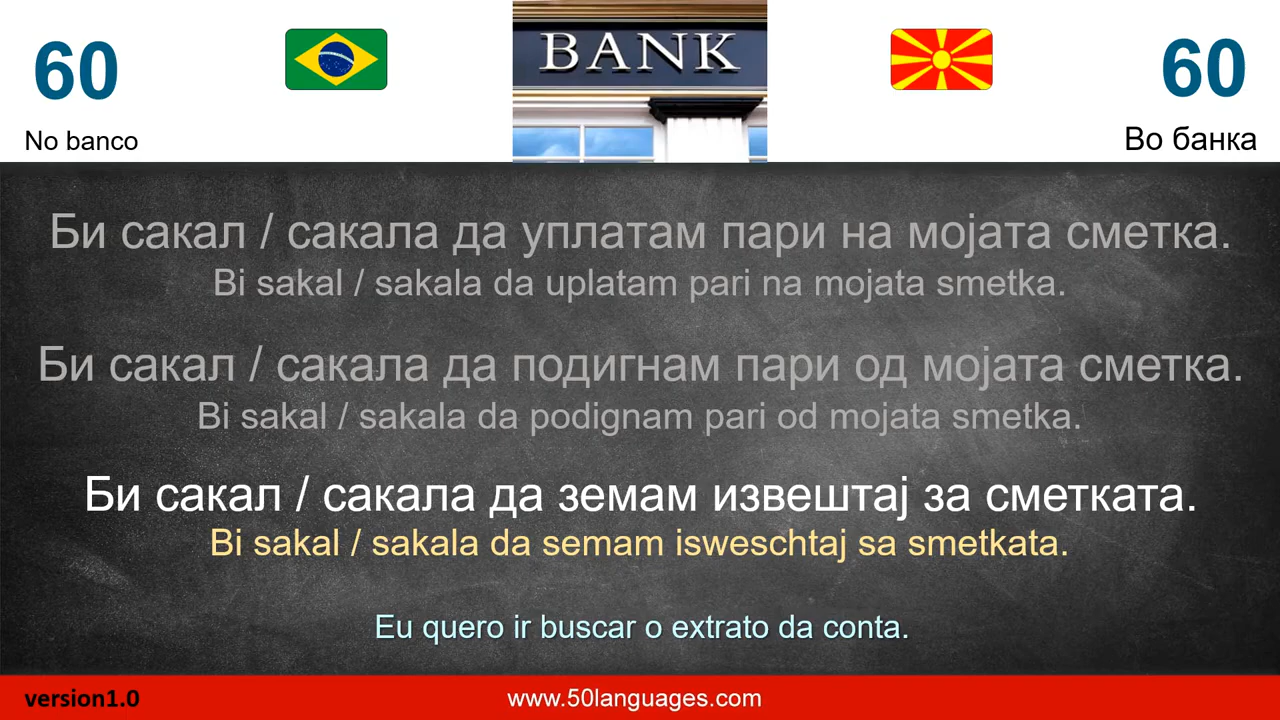 60
No banco
BANK
60
Во банка
Би сакал / сакала да уплатам пари на мојата сметка.
Bi sakal / sakala da uplatam pari na mojata smetka.
Би сакал / сакала да подигнам пари од мојата сметка.
Bi sakal / sakala da podignam pari od mojata smetka.
Би сакал / сакала да земам извештај за сметката.
Bi sakal / sakala da semam isweschtaj sa smetkata.
Eu quero ir buscar o extrato da conta.
version1.0
www.50languages.com